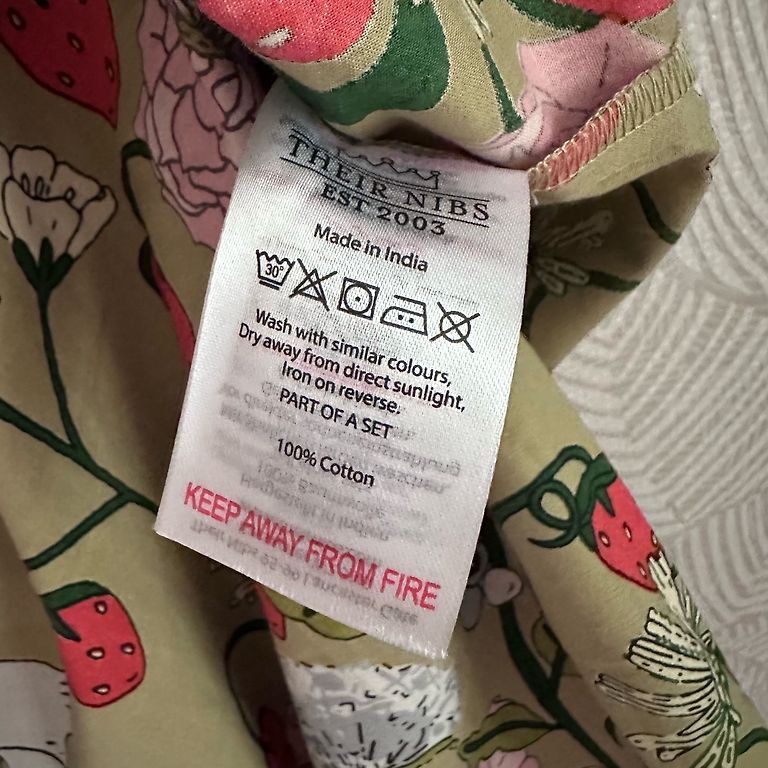 THEIR NIBS
EST 2003
Made in India
30°
Wash with similar colours,
Dry away from direct sunlight,
Iron on reverse.
PART OF A SET
100% Cotton
KEEP AWAY FROM FIRE